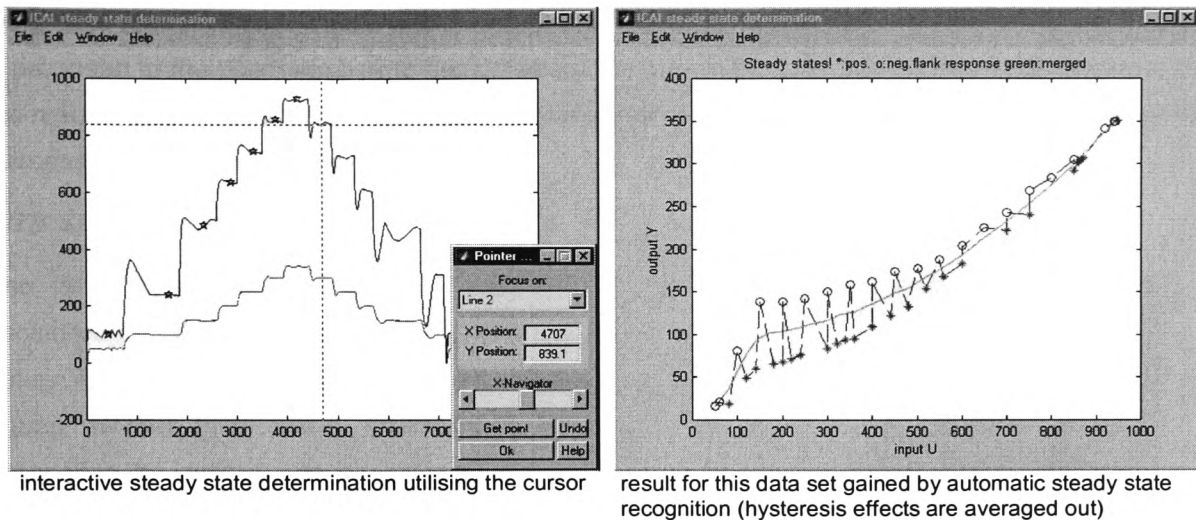 ICAI steady state determination
File Edit Window Help
1000
800
600
400
200
0
-200
0 1000 2000 3000 4000 5000 6000 7000
Pointer ...
Focus on:
Line 2
X Position: 4707
Y Position: 839.1
X-Navigator
Get point Undo
Ok Help
interactive steady state determination utilising the cursor
ICAI steady state determination
File Edit Window Help
Steady states! *:pos. o:neg.flank response green:merged
400
350
300
250
200
150
100
50
0
output Y
0 100 200 300 400 500 600 700 800 900 1000
input U
result for this data set gained by automatic steady state
recognition (hysteresis effects are averaged out)